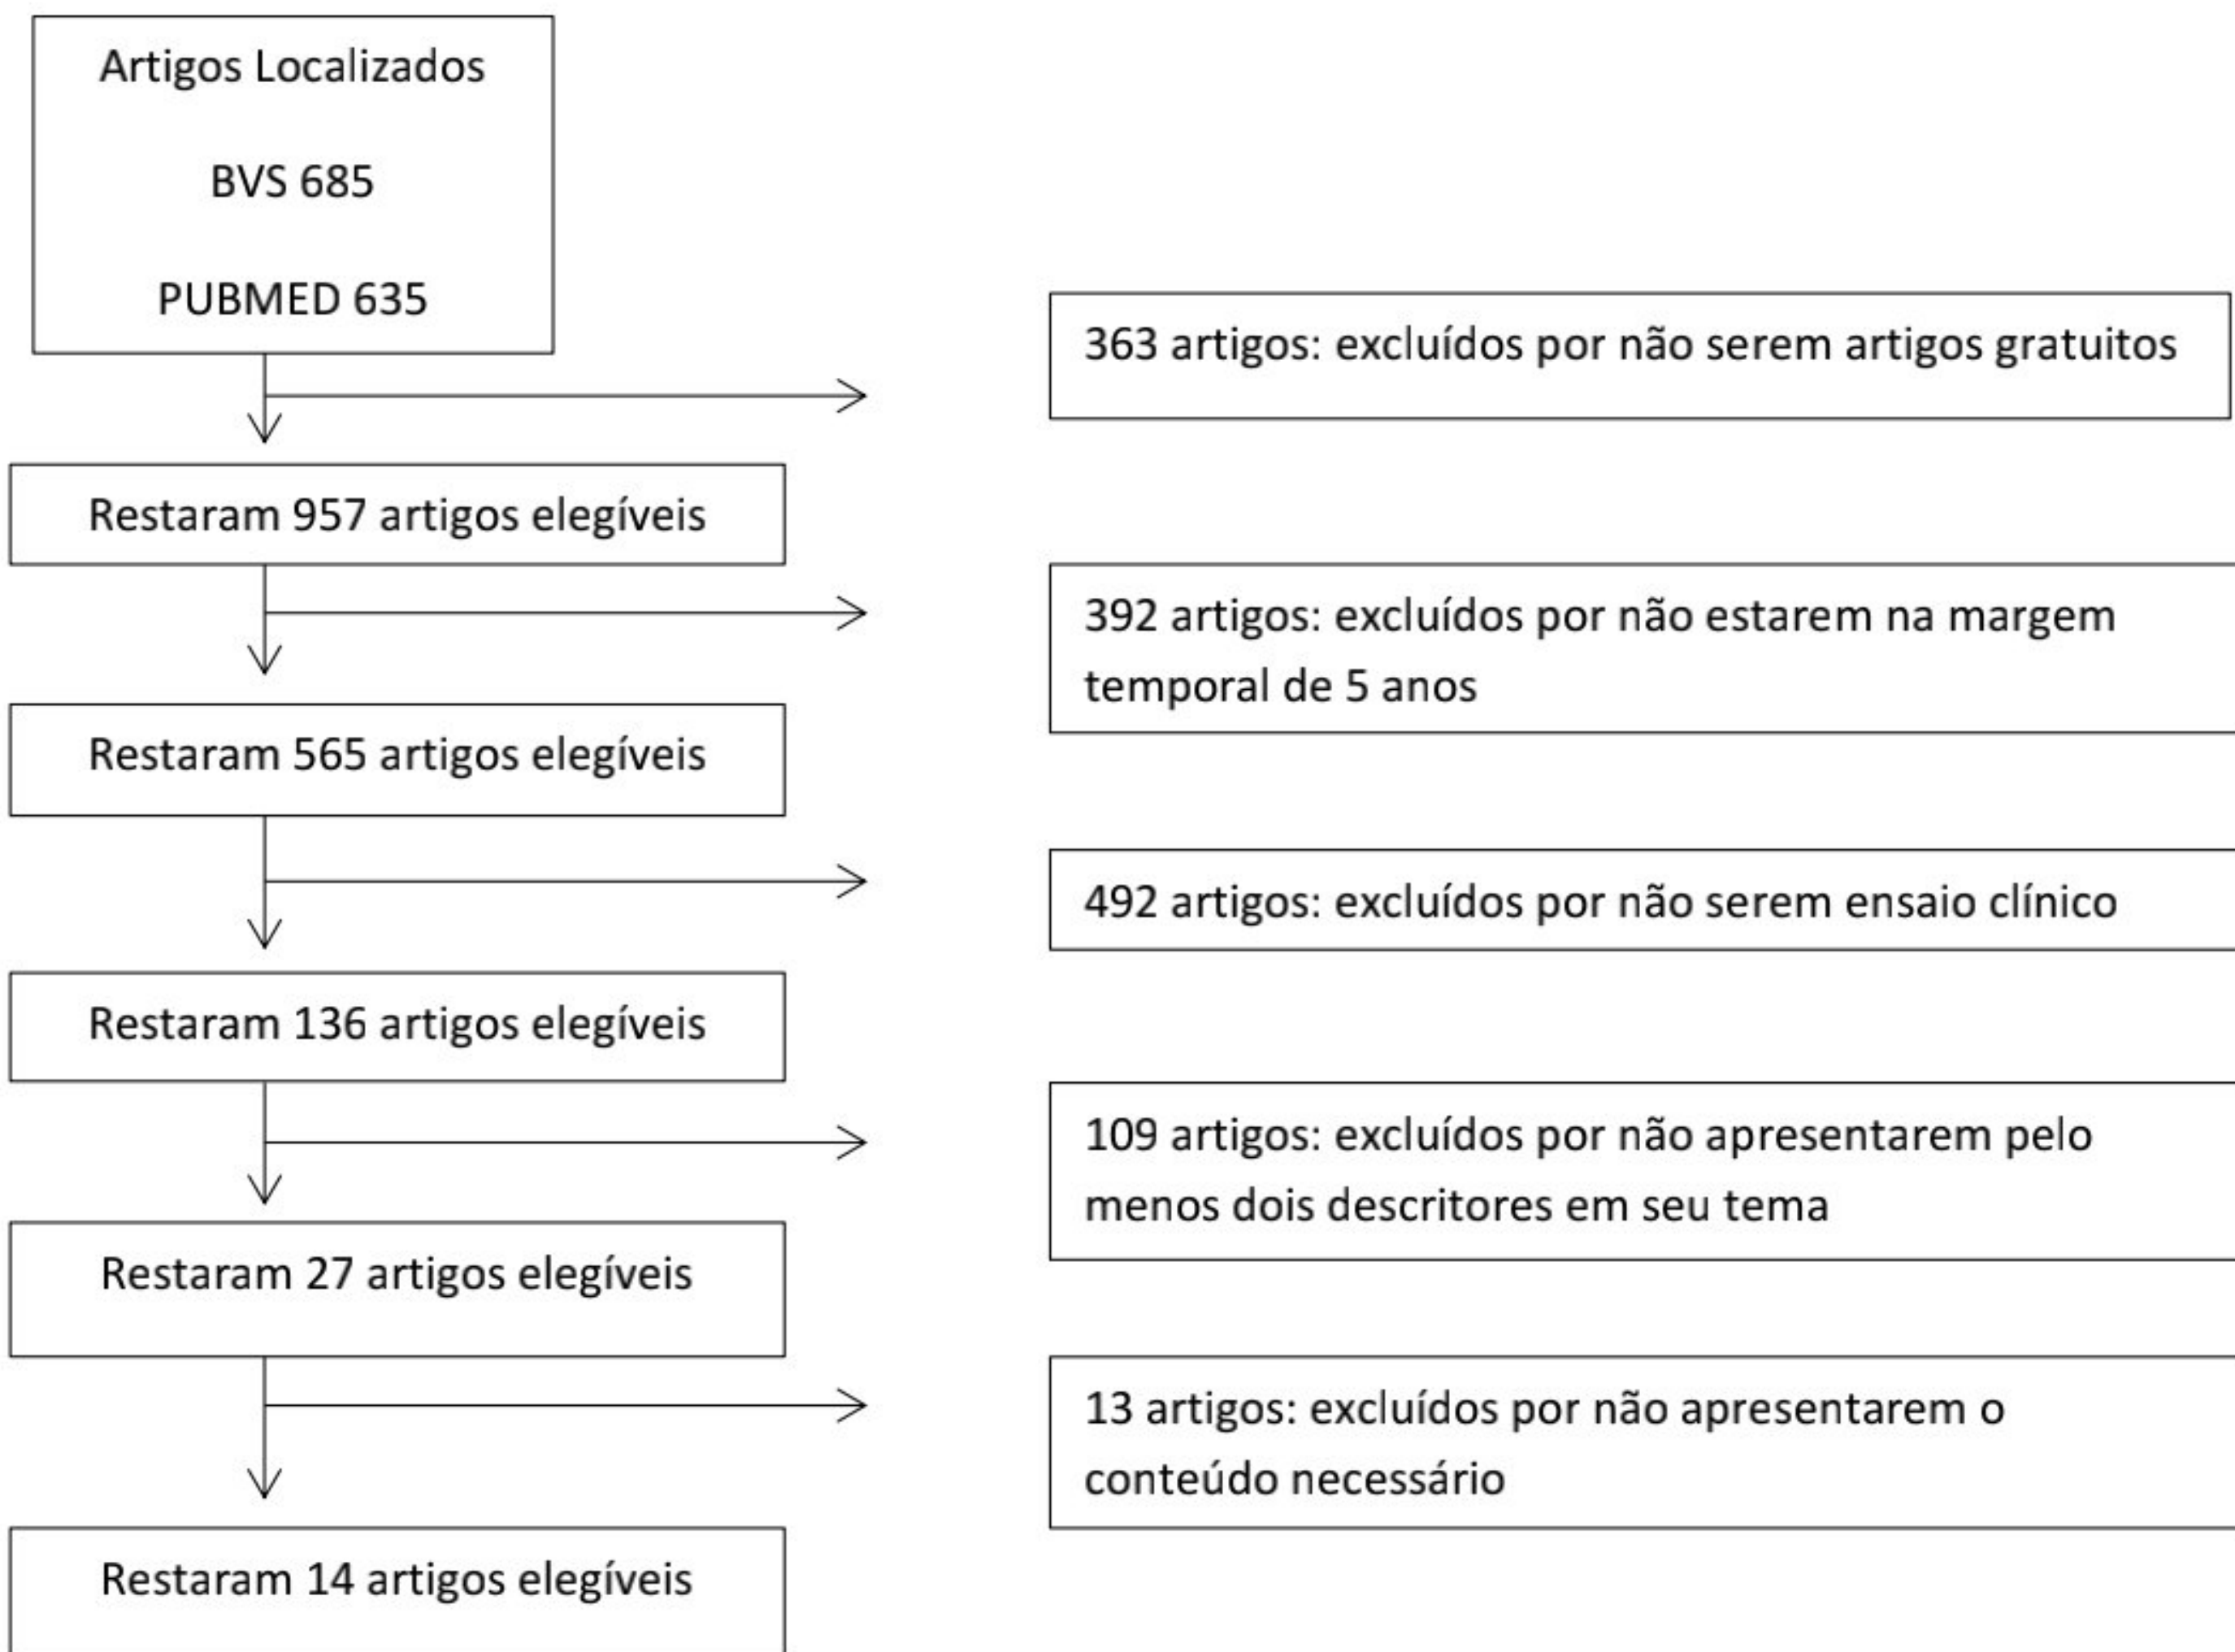 Artigos Localizados
BVS 685
PUBMED 635
363 artigos: excluídos por não serem artigos gratuitos
Restaram 957 artigos elegíveis
392 artigos: excluídos por não estarem na margem
temporal de 5 anos
Restaram 565 artigos elegíveis
492 artigos: excluídos por não serem ensaio clínico
Restaram 136 artigos elegíveis
109 artigos: excluídos por não apresentarem pelo
menos dois descritores em seu tema
Restaram 27 artigos elegíveis
13 artigos: excluídos por não apresentarem o
conteúdo necessário
Restaram 14 artigos elegíveis